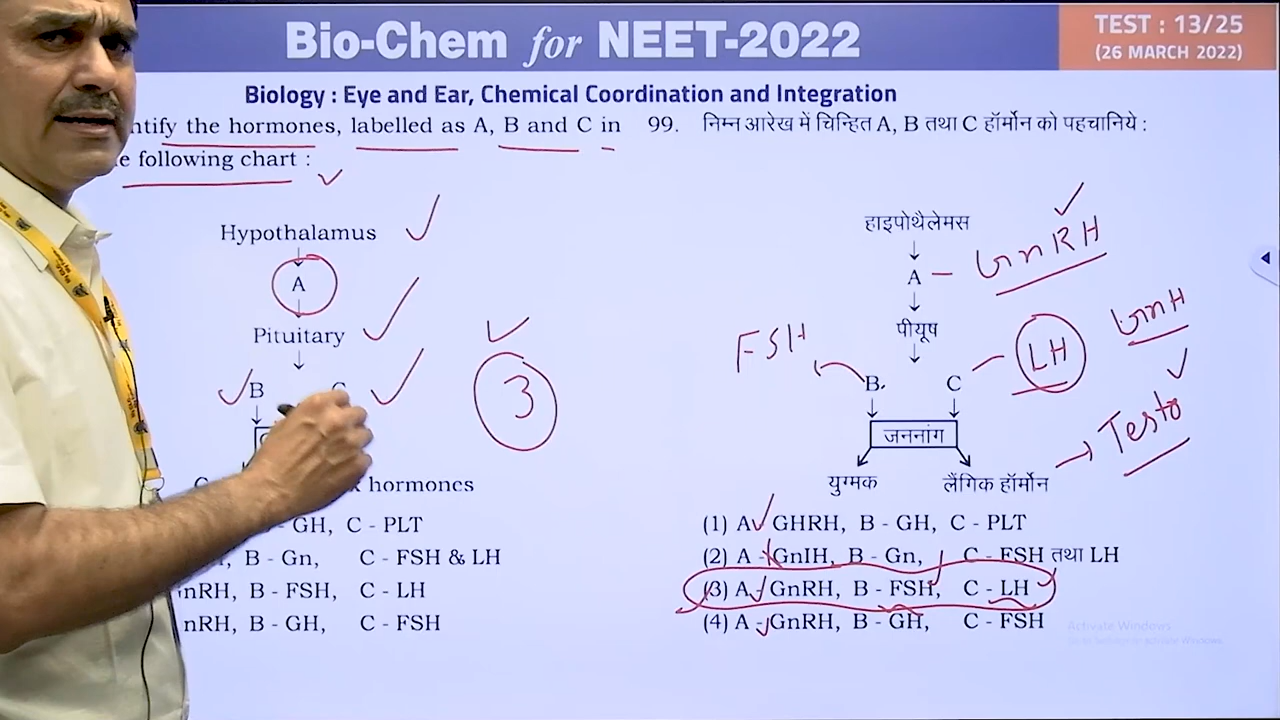 Bio-Chem for NEET-2022
TEST : 13/25
(26 MARCH 2022)
Biology : Eye and Ear, Chemical Coordination and Integration
ntify the hormones, labelled as A, B and C in
e following chart :
Hypothalamus
A
Pituitary
B C
hormones
GH, C - PLT
B - Gn, C - FSH & LH
nRH, B - FSH, C - LH
nRH, B - GH, C - FSH
3
99. निम्न आरेख में चिन्हित A, B तथा C हॉर्मोन को पहचानिये :
हाइपोथैलेमस
A - GnRH
पीयूष
GnH
FSH
B C
LH
जननांग
Testo
युग्मक लैंगिक हॉर्मोन
(1) A - GHRH, B - GH, C - PLT
(2) A - GnIH, B - Gn, C - FSH तथा LH
(3) A - GnRH, B - FSH, C - LH
(4) A - GnRH, B - GH, C - FSH
Activate Windows